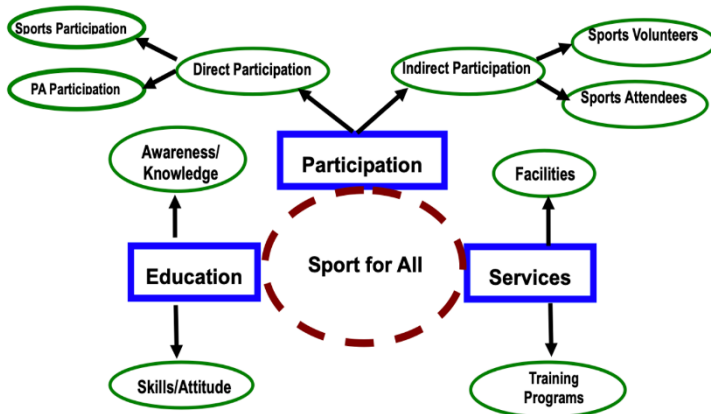 Sports Participation
Sports Volunteers
Direct Participation
Indirect Participation
PA Participation
Sports Attendees
Awareness/
Knowledge
Participation
Facilities
Sport for All
Education
Services
Skills/Attitude
Training
Programs